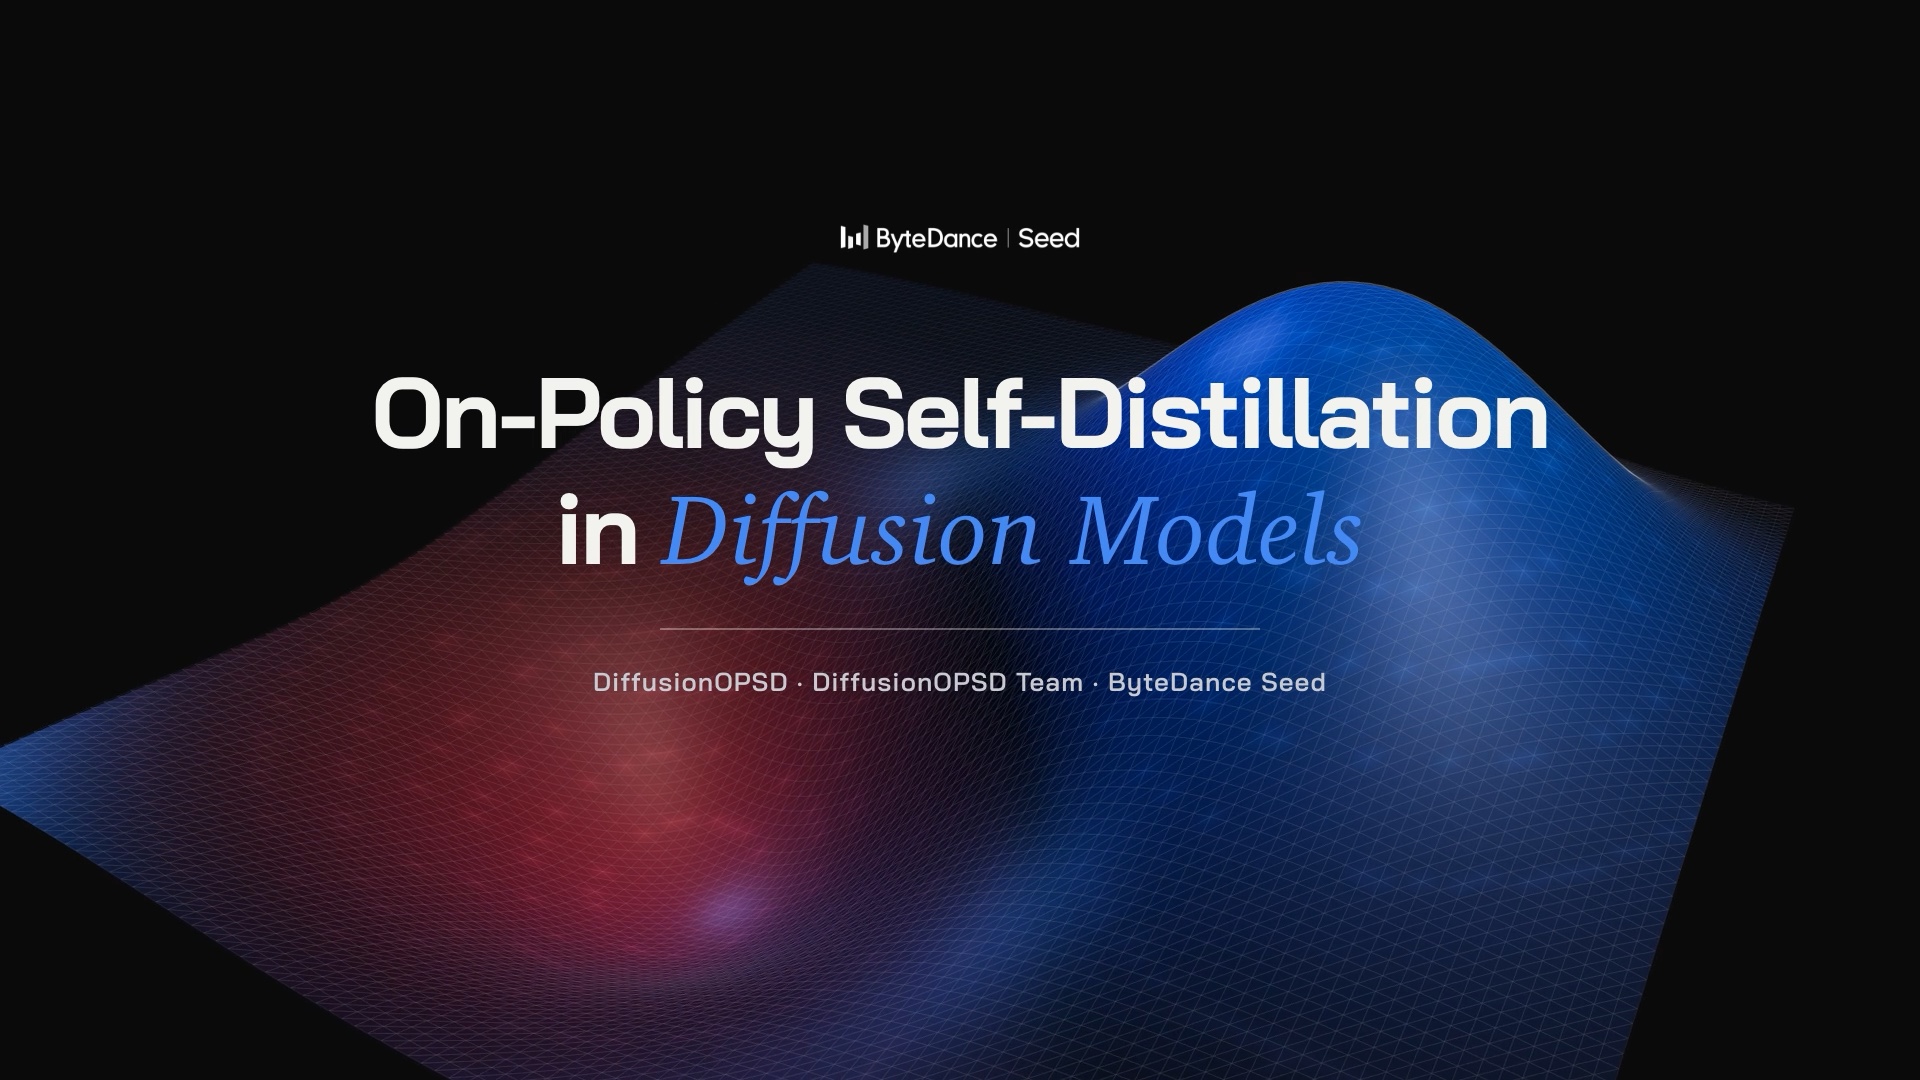 ByteDance | Seed
On-Policy Self-Distillation
in Diffusion Models
DiffusionOPSD · DiffusionOPSD Team · ByteDance Seed